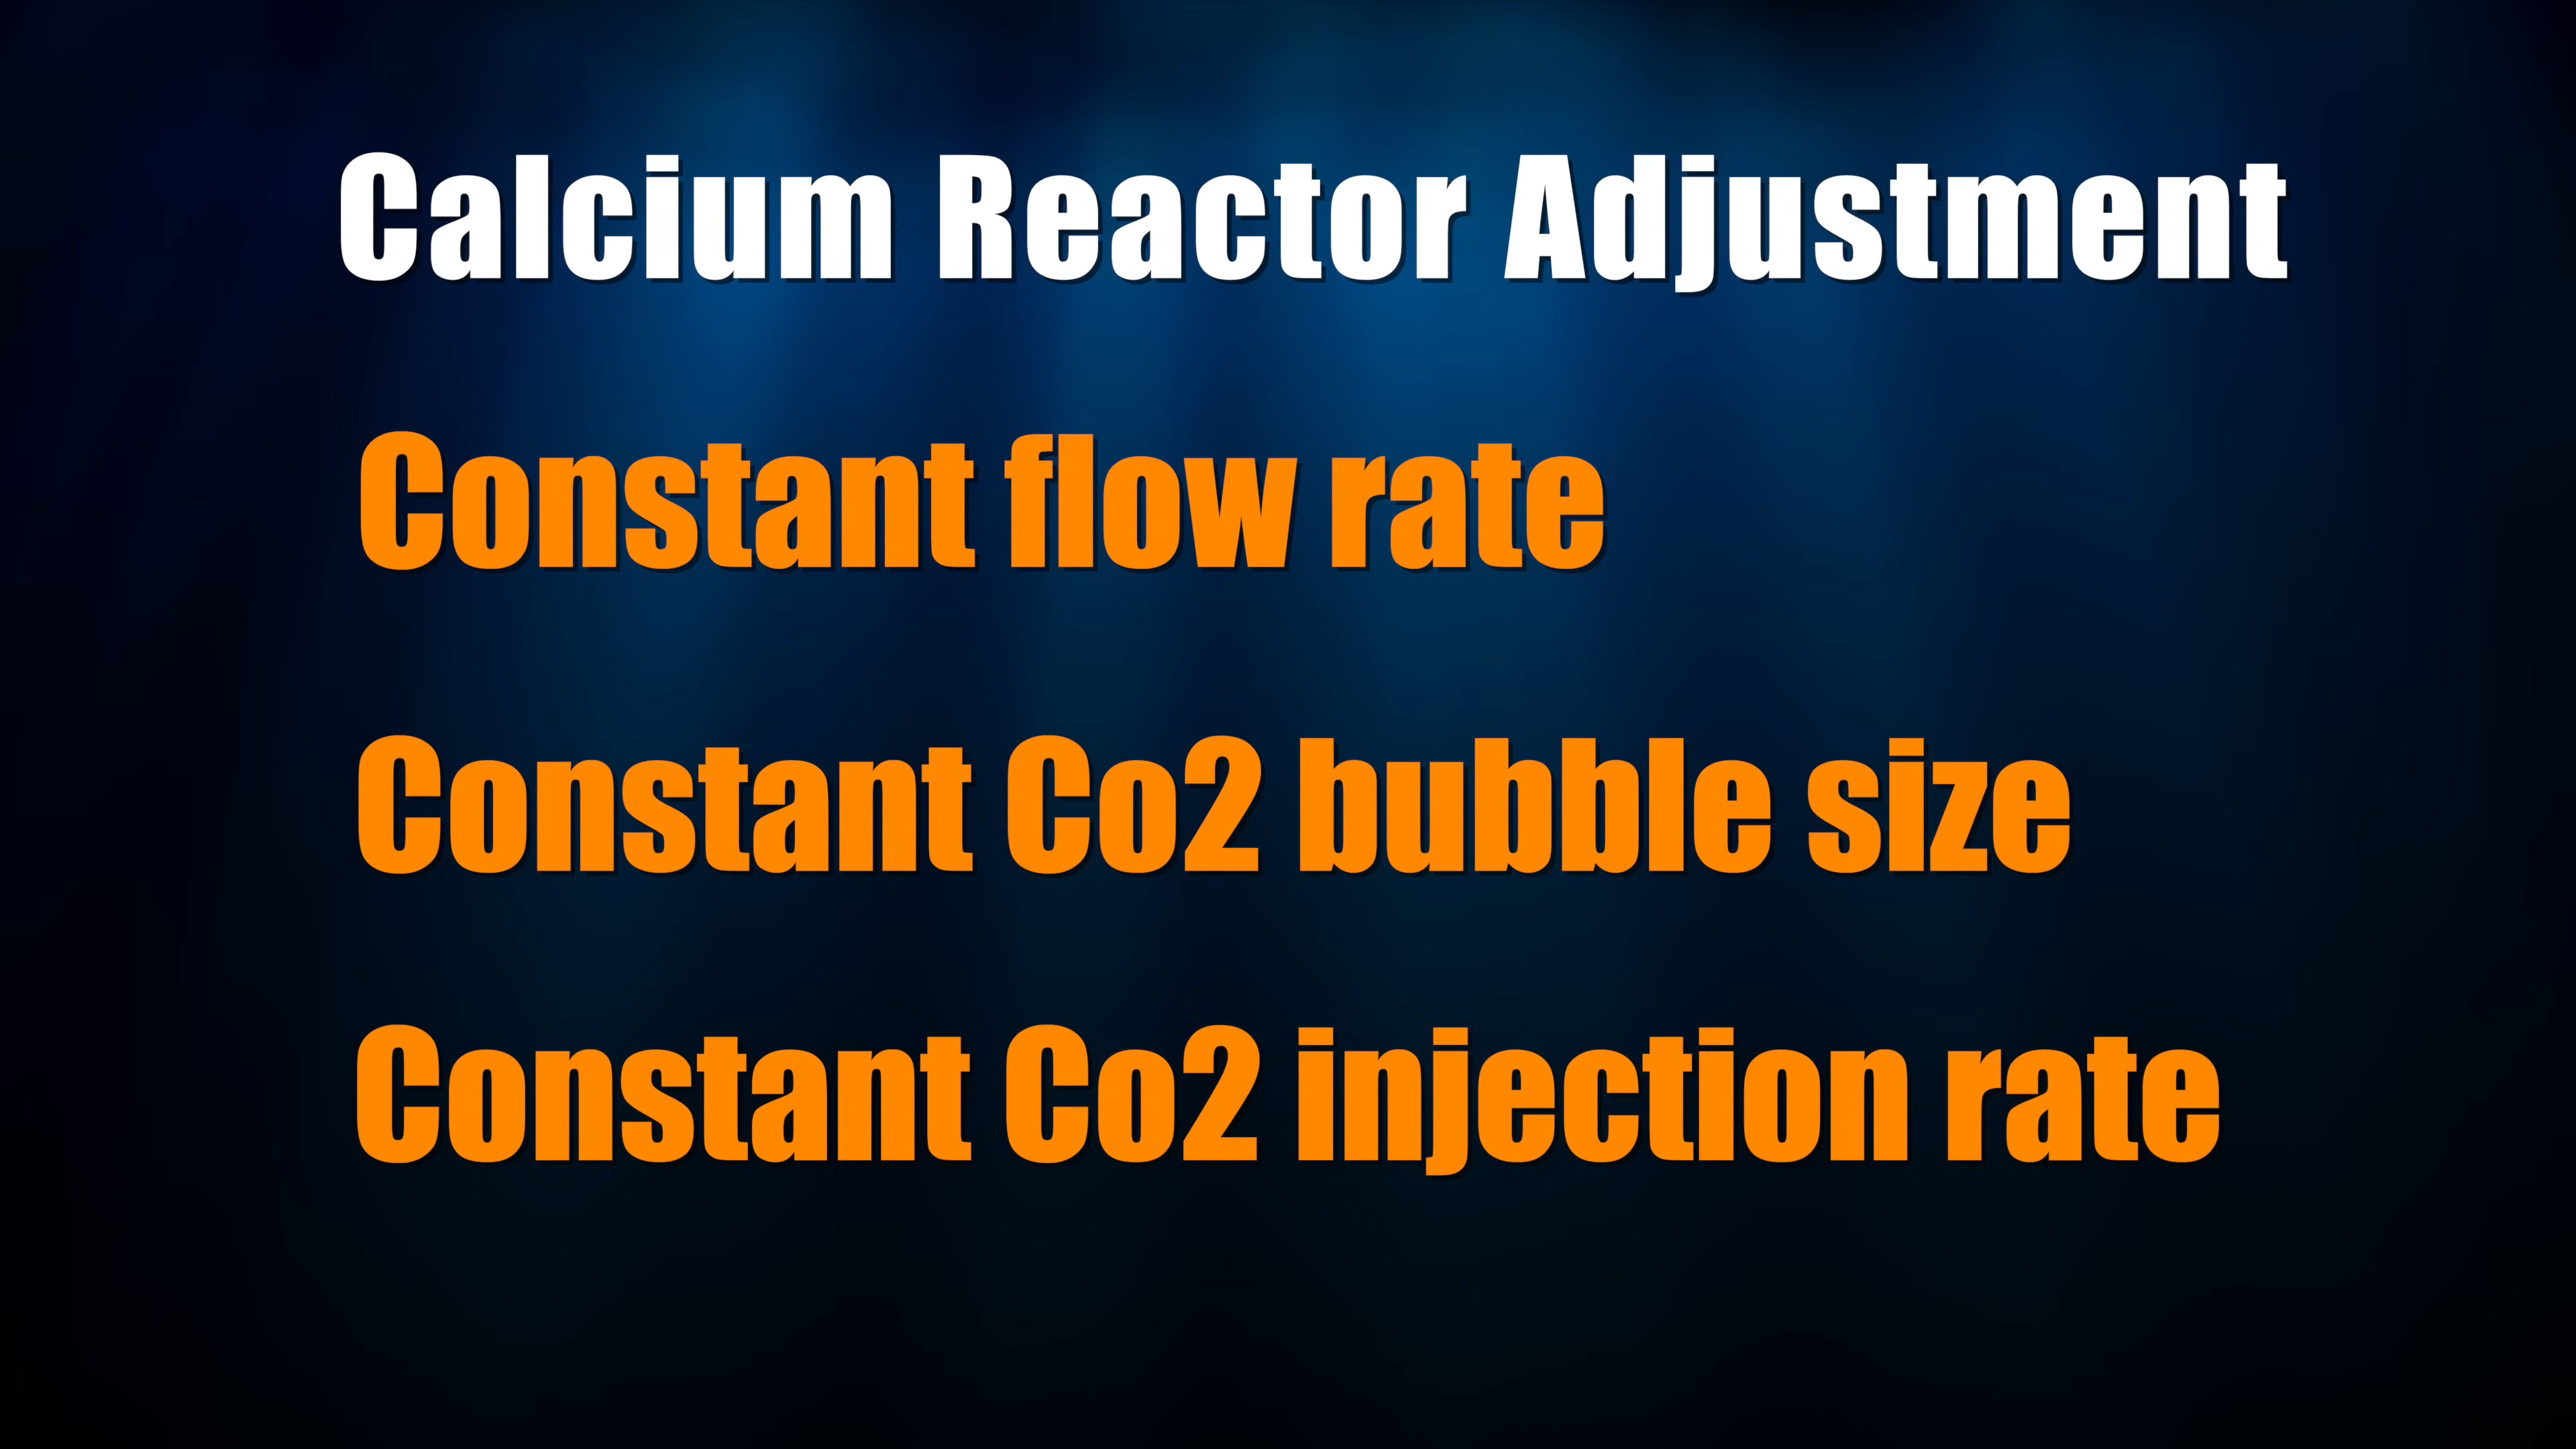 Calcium Reactor Adjustment
Constant flow rate
Constant Co2 bubble size
Constant Co2 injection rate